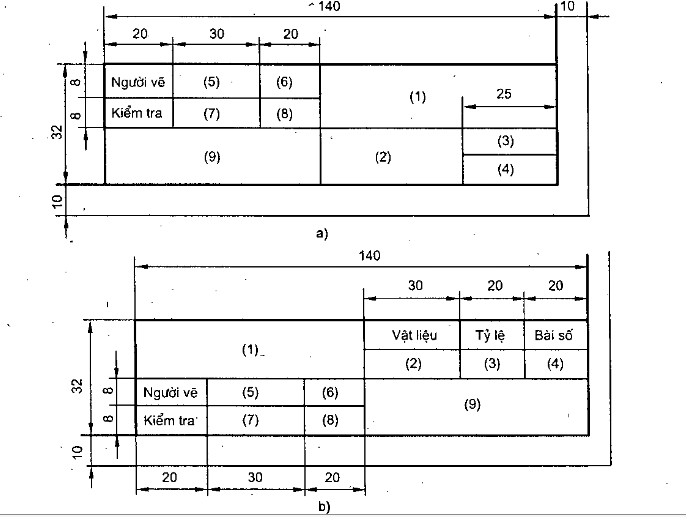 140 10
20 30 20
8 Người vẽ (5) (6) (1) 25
8 Kiểm tra (7) (8)
32 (3)
(9) (2) (4)
10
a)
140
30 20 20
(1) Vật liệu Tỷ lệ Bài số
(2) (3) (4)
32 8 Người vẽ (5) (6) (9)
8 Kiểm tra (7) (8)
10
20 30 20
b)